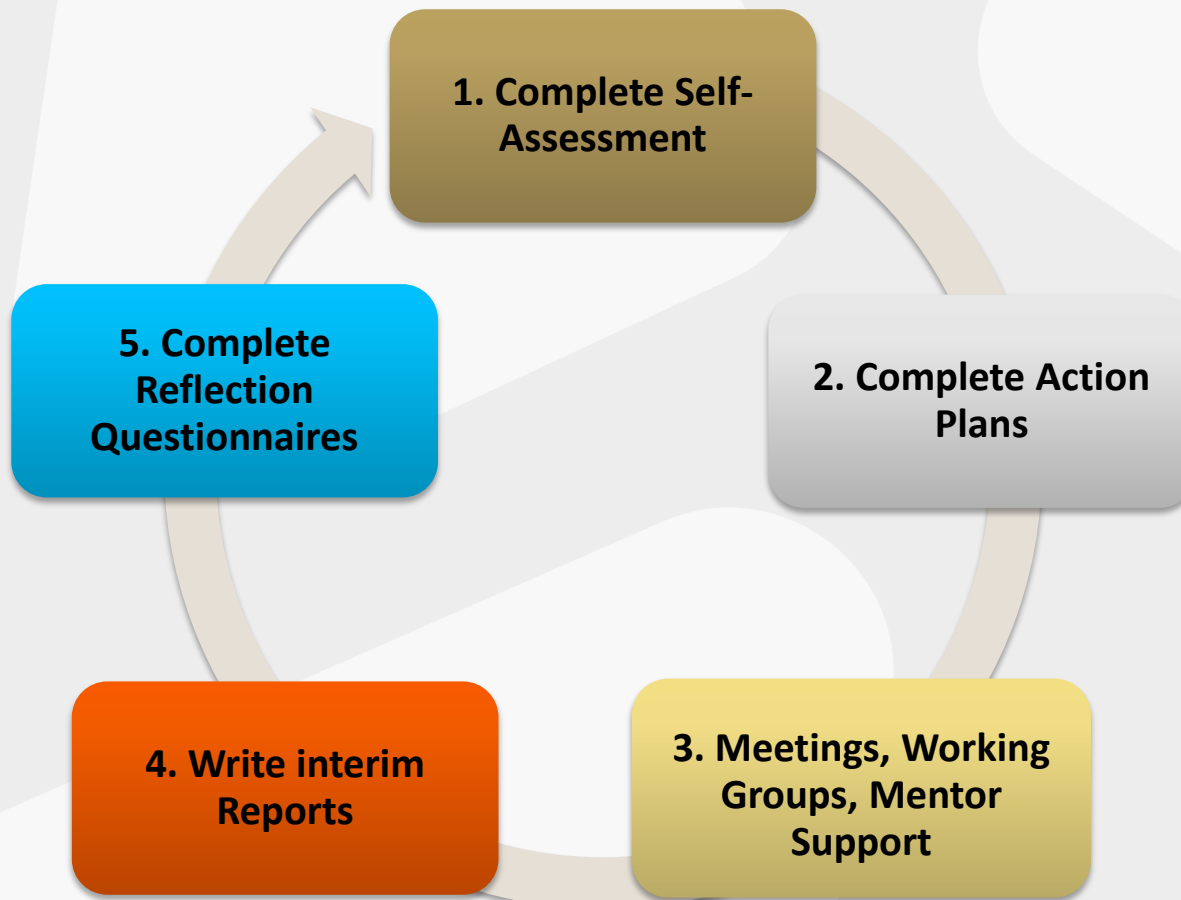 1. Complete Self-
Assessment
2. Complete Action
Plans
3. Meetings, Working
Groups, Mentor
Support
4. Write interim
Reports
5. Complete
Reflection
Questionnaires